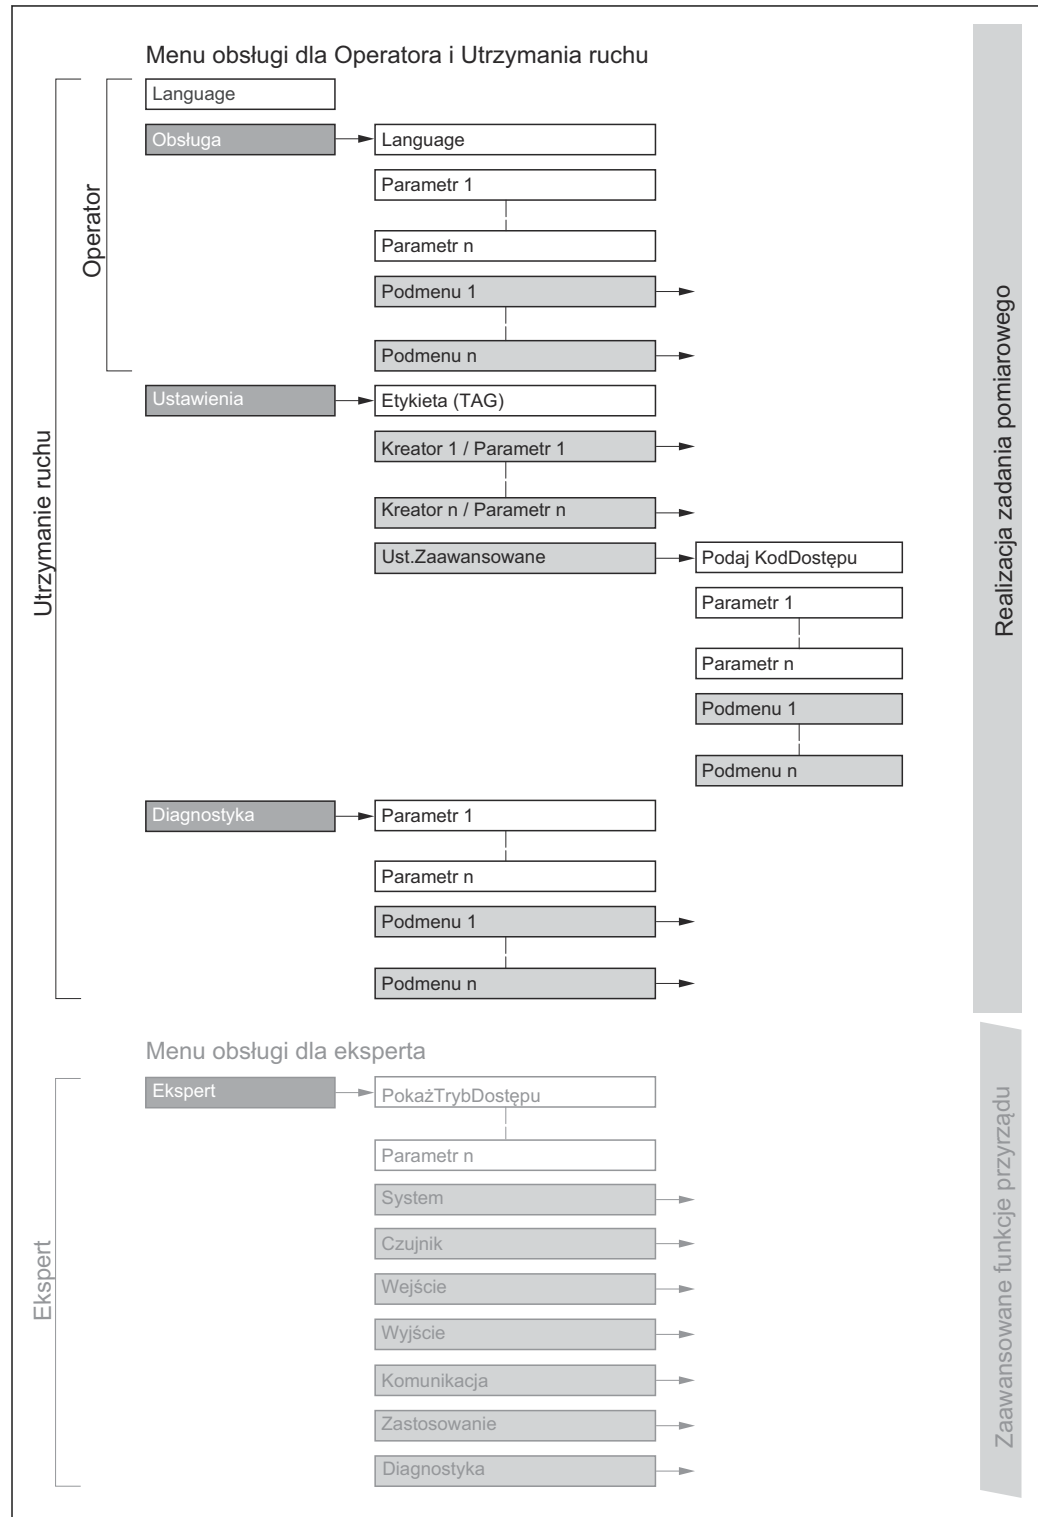 Menu obsługi dla Operatora i Utrzymania ruchu
Language
Obsługa
Language
Parametr 1
Parametr n
Podmenu 1
Podmenu n
Operator
Ustawienia
Etykieta (TAG)
Kreator 1 / Parametr 1
Kreator n / Parametr n
Ust.Zaawansowane
Podaj KodDostępu
Parametr 1
Parametr n
Podmenu 1
Podmenu n
Utrzymanie ruchu
Diagnostyka
Parametr 1
Parametr n
Podmenu 1
Podmenu n
Realizacja zadania pomiarowego
Menu obsługi dla eksperta
Ekspert
PokażTrybDostępu
Parametr n
System
Czujnik
Wejście
Wyjście
Komunikacja
Zastosowanie
Diagnostyka
Ekspert
Zaawansowane funkcje przyrządu